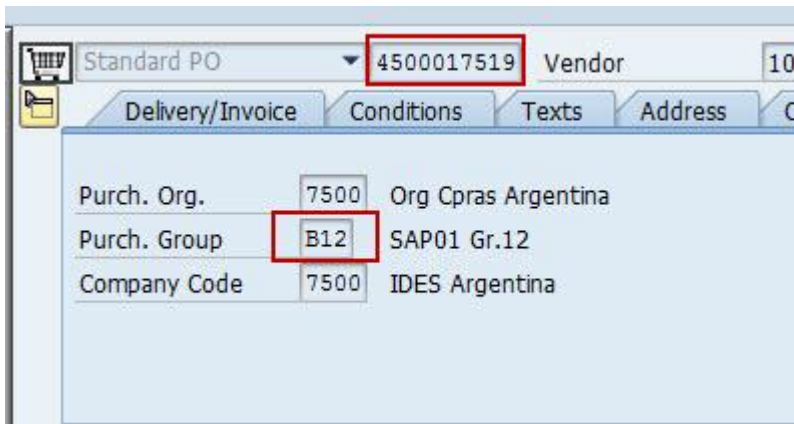 Standard PO 4500017519 Vendor 10
Delivery/Invoice Conditions Texts Address
Purch. Org. 7500 Org Cpras Argentina
Purch. Group B12 SAP01 Gr.12
Company Code 7500 IDES Argentina